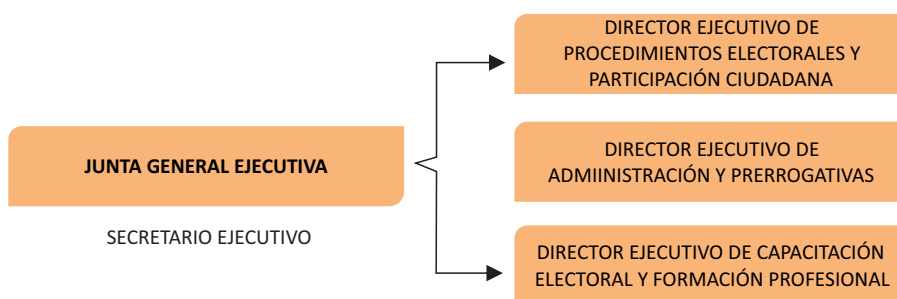 JUNTA GENERAL EJECUTIVA
SECRETARIO EJECUTIVO
DIRECTOR EJECUTIVO DE
PROCEDIMIENTOS ELECTORALES Y
PARTICIPACIÓN CIUDADANA
DIRECTOR EJECUTIVO DE
ADMIINISTRACIÓN Y PRERROGATIVAS
DIRECTOR EJECUTIVO DE CAPACITACIÓN
ELECTORAL Y FORMACIÓN PROFESIONAL